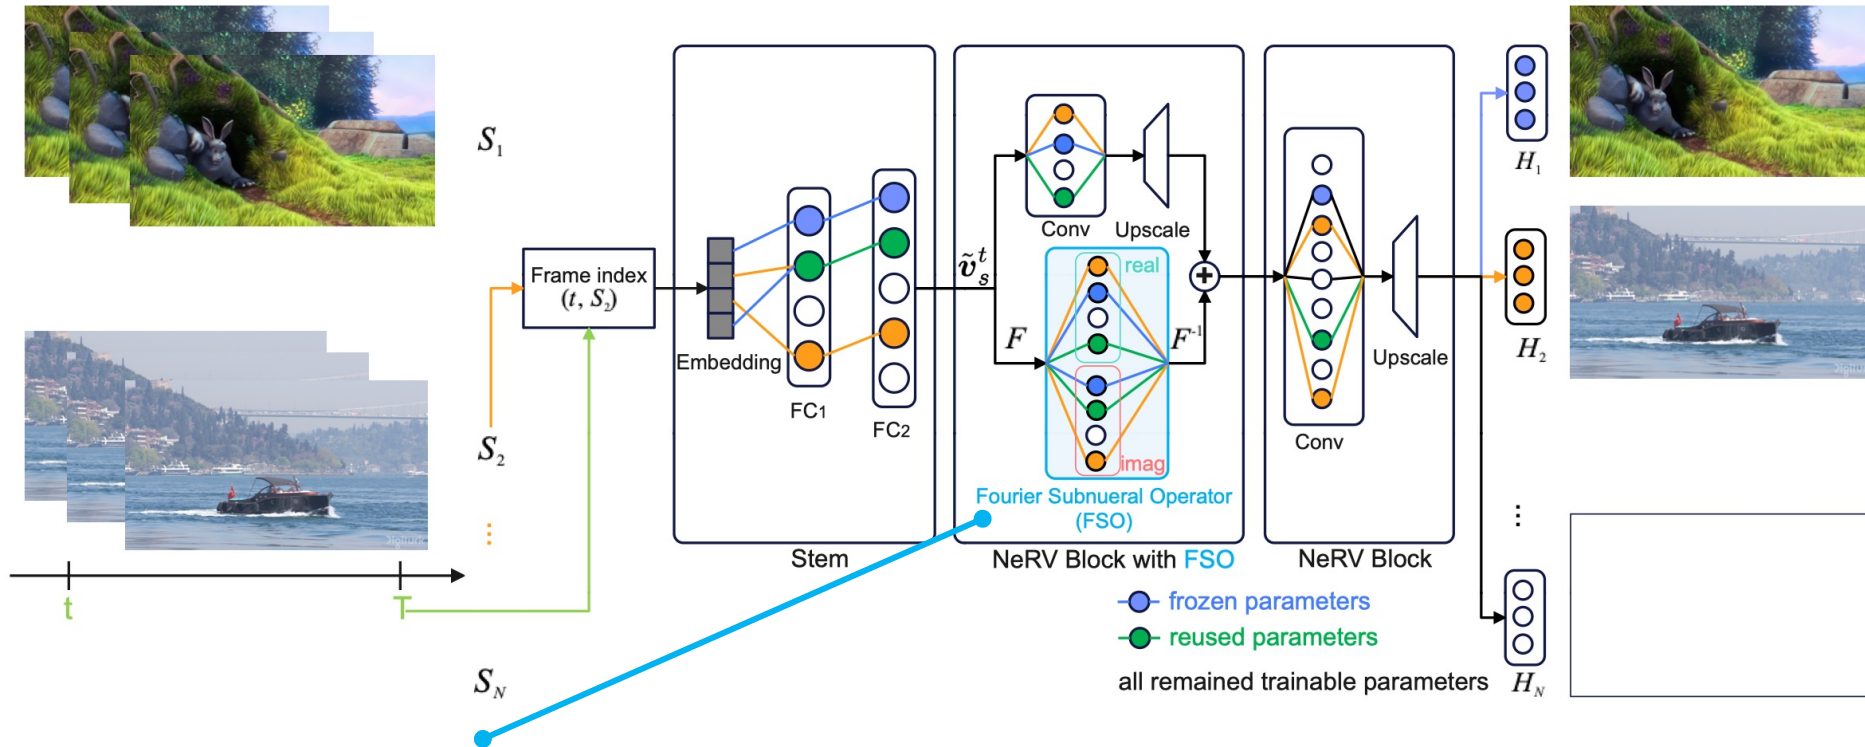 S1
S2
⋮
SN
t
T
Frame index
(t, S2)
Embedding
FC1
FC2
Stem
ṽ_s^t
F
Conv
Upscale
real
imag
F-1
+
Fourier Subnueral Operator
(FSO)
NeRV Block with FSO
Conv
Upscale
NeRV Block
frozen parameters
reused parameters
all remained trainable parameters
H1
H2
⋮
HN